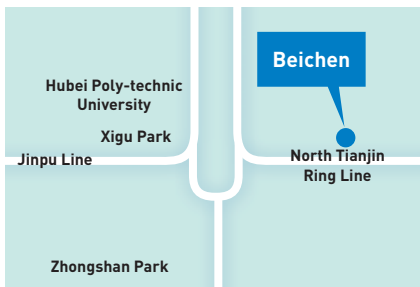 Beichen
Hubei Poly-technic
University
Xigu Park
Jinpu Line
North Tianjin
Ring Line
Zhongshan Park